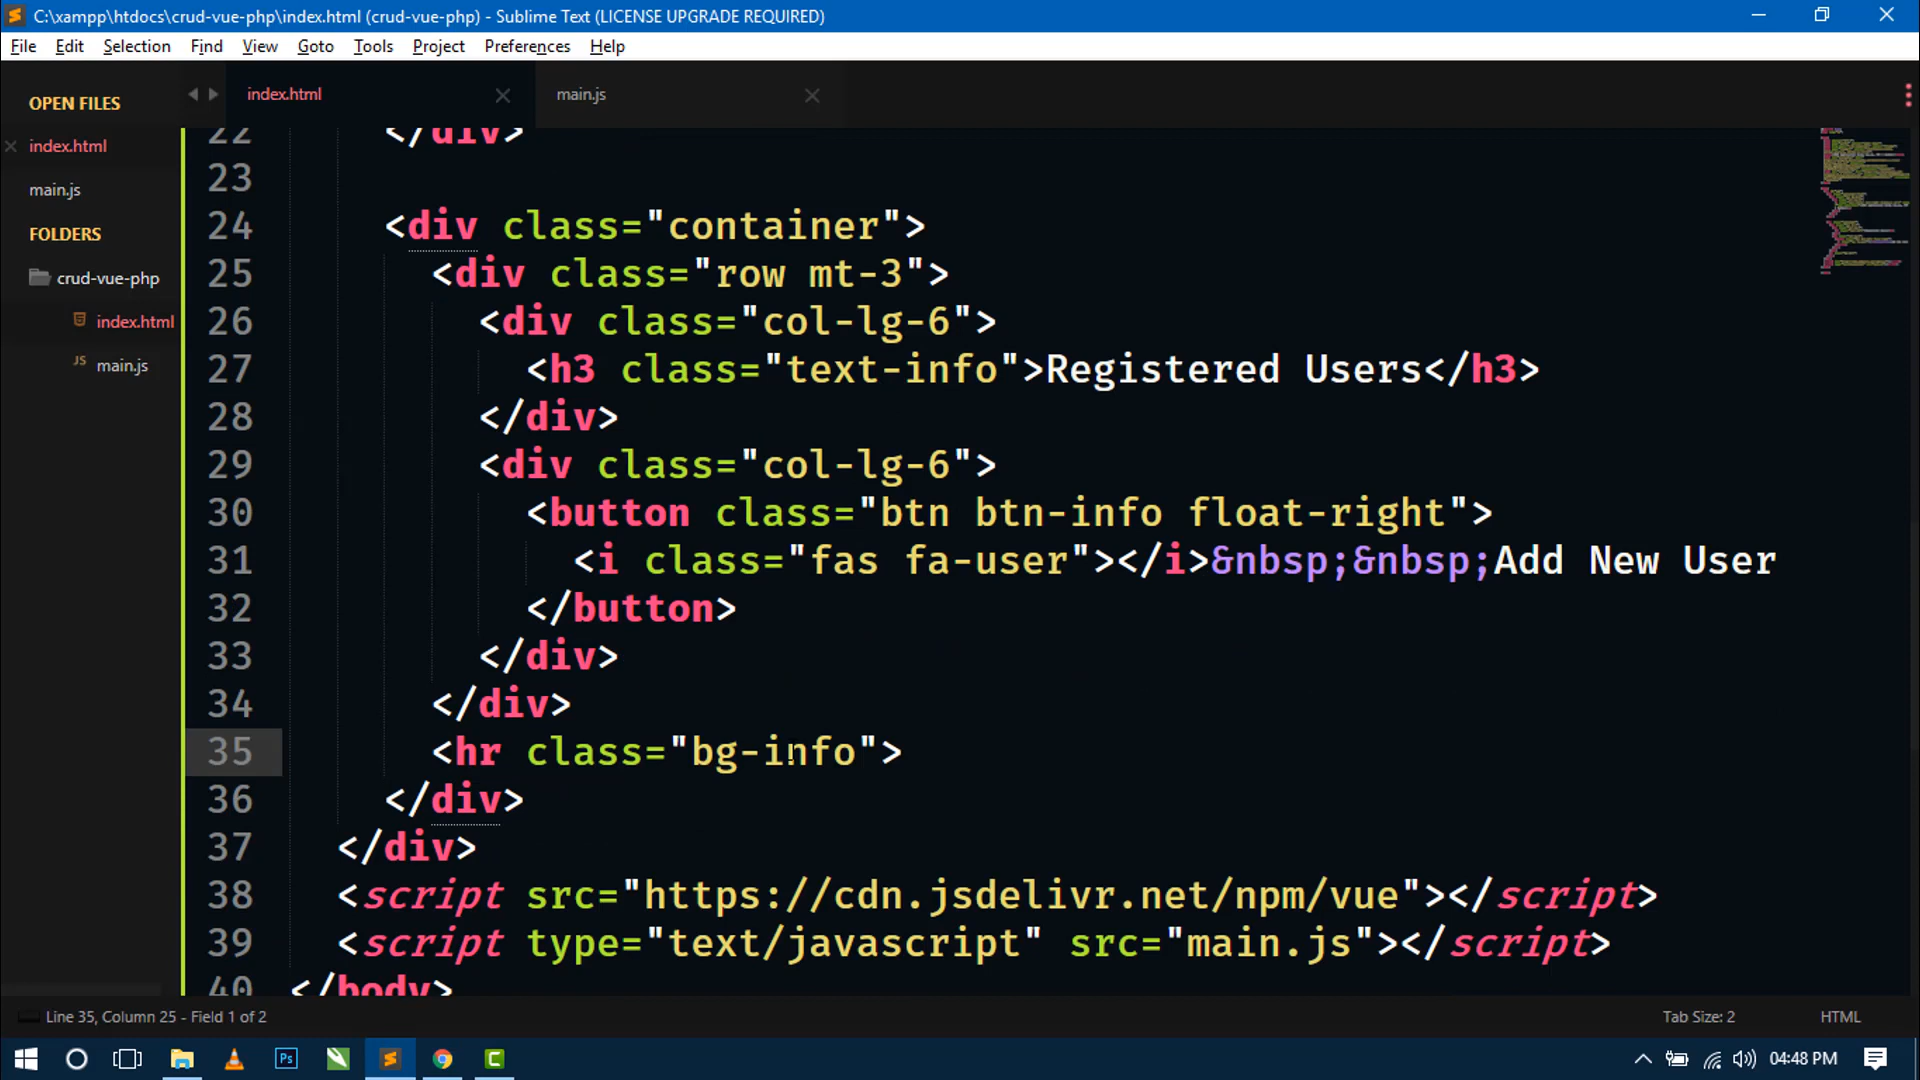 C:\xampp\htdocs\crud-vue-php\index.html (crud-vue-php) - Sublime Text (LICENSE UPGRADE REQUIRED)
File Edit Selection Find View Goto Tools Project Preferences Help
OPEN FILES
index.html
main.js
FOLDERS
crud-vue-php
index.html
JS main.js
index.html main.js
22 </div>
23
24 <div class="container">
25 <div class="row mt-3">
26 <div class="col-lg-6">
27 <h3 class="text-info">Registered Users</h3>
28 </div>
29 <div class="col-lg-6">
30 <button class="btn btn-info float-right">
31 <i class="fas fa-user"></i>&nbsp;&nbsp;Add New User
32 </button>
33 </div>
34 </div>
35 <hr class="bg-info">
36 </div>
37 </div>
38 <script src="https://cdn.jsdelivr.net/npm/vue"></script>
39 <script type="text/javascript" src="main.js"></script>
40 </body>
Line 35, Column 25 - Field 1 of 2 Tab Size: 2 HTML
Ps C 04:48 PM